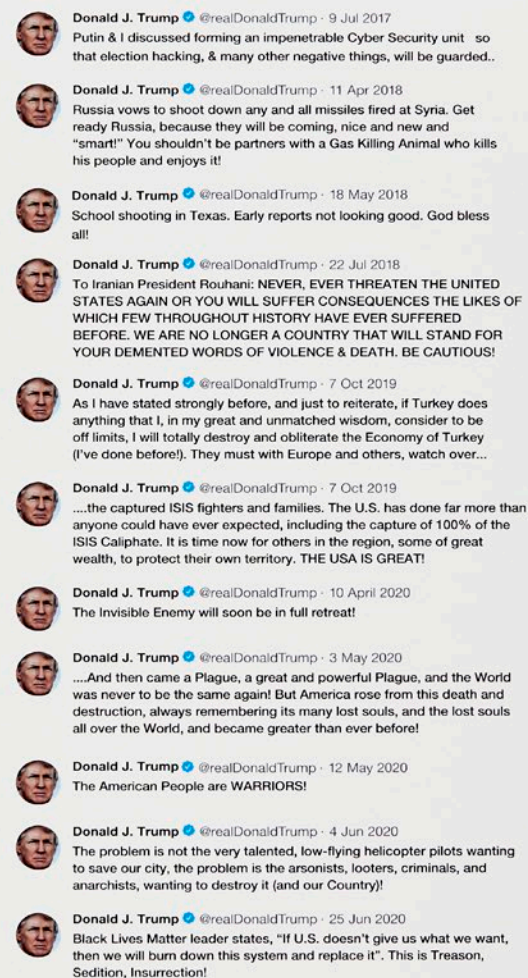 Donald J. Trump @realDonaldTrump · 9 Jul 2017
Putin & I discussed forming an impenetrable Cyber Security unit so
that election hacking, & many other negative things, will be guarded..
Donald J. Trump @realDonaldTrump · 11 Apr 2018
Russia vows to shoot down any and all missiles fired at Syria. Get
ready Russia, because they will be coming, nice and new and
“smart!” You shouldn't be partners with a Gas Killing Animal who kills
his people and enjoys it!
Donald J. Trump @realDonaldTrump · 18 May 2018
School shooting in Texas. Early reports not looking good. God bless
all!
Donald J. Trump @realDonaldTrump · 22 Jul 2018
To Iranian President Rouhani: NEVER, EVER THREATEN THE UNITED
STATES AGAIN OR YOU WILL SUFFER CONSEQUENCES THE LIKES OF
WHICH FEW THROUGHOUT HISTORY HAVE EVER SUFFERED
BEFORE. WE ARE NO LONGER A COUNTRY THAT WILL STAND FOR
YOUR DEMENTED WORDS OF VIOLENCE & DEATH. BE CAUTIOUS!
Donald J. Trump @realDonaldTrump · 7 Oct 2019
As I have stated strongly before, and just to reiterate, if Turkey does
anything that I, in my great and unmatched wisdom, consider to be
off limits, I will totally destroy and obliterate the Economy of Turkey
(I've done before!). They must with Europe and others, watch over...
Donald J. Trump @realDonaldTrump · 7 Oct 2019
....the captured ISIS fighters and families. The U.S. has done far more than
anyone could have ever expected, including the capture of 100% of the
ISIS Caliphate. It is time now for others in the region, some of great
wealth, to protect their own territory. THE USA IS GREAT!
Donald J. Trump @realDonaldTrump · 10 April 2020
The Invisible Enemy will soon be in full retreat!
Donald J. Trump @realDonaldTrump · 3 May 2020
....And then came a Plague, a great and powerful Plague, and the World
was never to be the same again! But America rose from this death and
destruction, always remembering its many lost souls, and the lost souls
all over the World, and became greater than ever before!
Donald J. Trump @realDonaldTrump · 12 May 2020
The American People are WARRIORS!
Donald J. Trump @realDonaldTrump · 4 Jun 2020
The problem is not the very talented, low-flying helicopter pilots wanting
to save our city, the problem is the arsonists, looters, criminals, and
anarchists, wanting to destroy it (and our Country)!
Donald J. Trump @realDonaldTrump · 25 Jun 2020
Black Lives Matter leader states, “If U.S. doesn't give us what we want,
then we will burn down this system and replace it”. This is Treason,
Sedition, Insurrection!